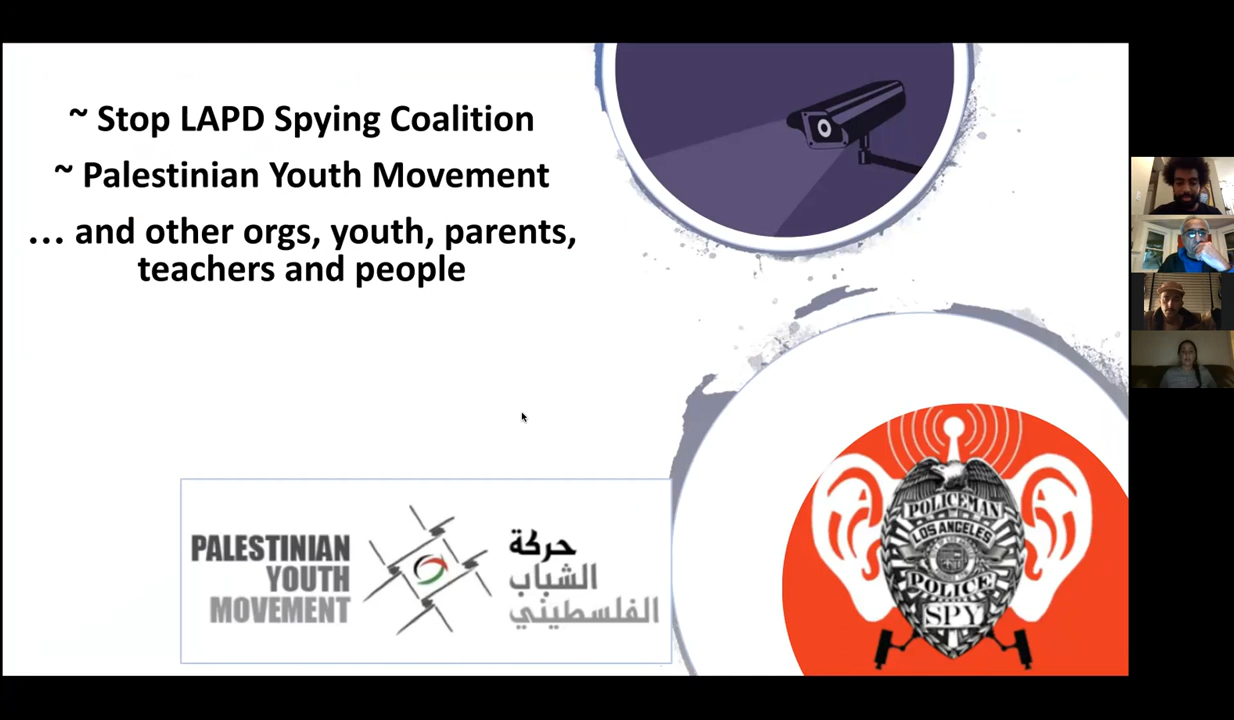 ~ Stop LAPD Spying Coalition
~ Palestinian Youth Movement
... and other orgs, youth, parents,
teachers and people
PALESTINIAN
YOUTH
MOVEMENT
حركة
الشباب
الفلسطيني
POLICEMAN
LOS ANGELES
POLICE
SPY